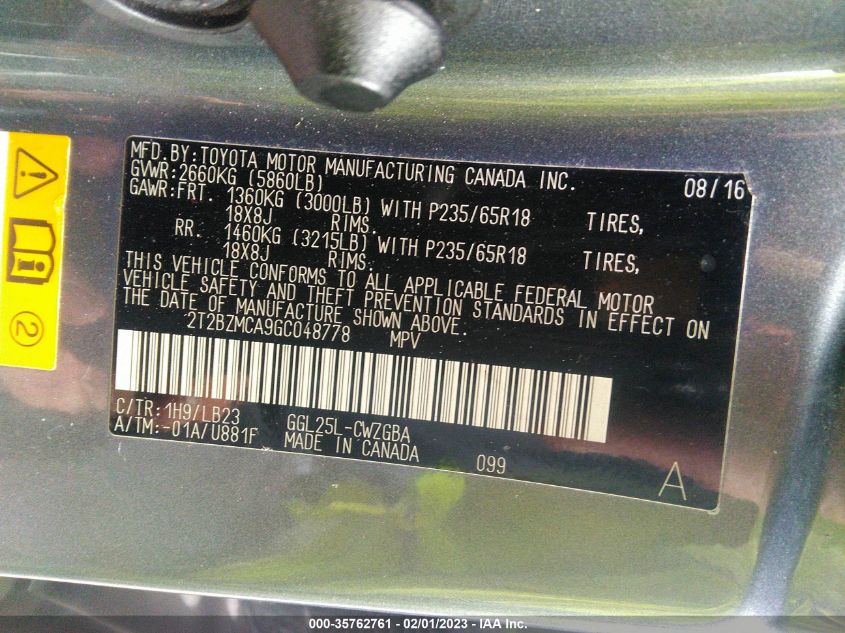 MFD.BY:TOYOTA MOTOR MANUFACTURING CANADA INC. 08/16
GVWR:2660KG (5860LB)
GAWR:FRT. 1360KG (3000LB) WITH P235/65R18 TIRES,
18X8J RIMS.
RR. 1460KG (3215LB) WITH P235/65R18 TIRES,
18X8J RIMS.
THIS VEHICLE CONFORMS TO ALL APPLICABLE FEDERAL MOTOR
VEHICLE SAFETY AND THEFT PREVENTION STANDARDS IN EFFECT ON
THE DATE OF MANUFACTURE SHOWN ABOVE.
2T2BZMCA9GC048778 MPV
C/TR:1H9/LB23 GGL25L-CWZGBA
A/TM:-01A/U881F MADE IN CANADA 099
A
2
000-35762761 - 02/01/2023 - IAA Inc.